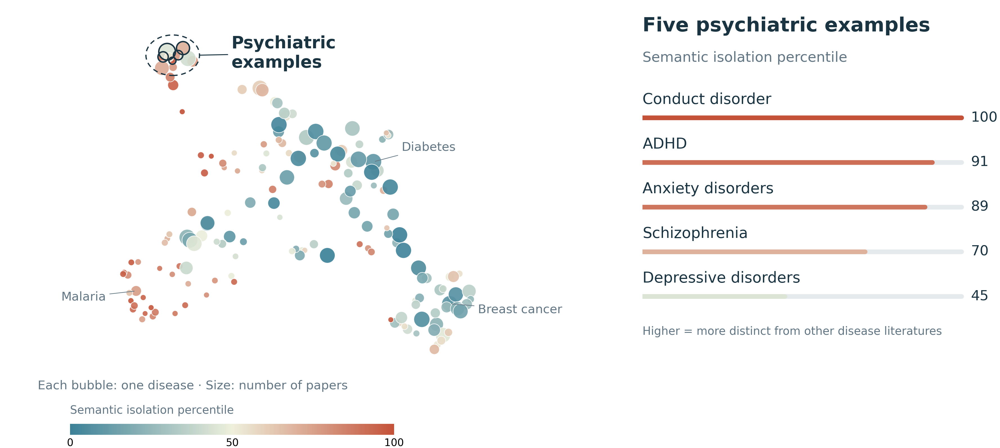 Psychiatric
examples
Diabetes
Malaria
Breast cancer
Each bubble: one disease · Size: number of papers
Semantic isolation percentile
0 50 100
Five psychiatric examples
Semantic isolation percentile
Conduct disorder
100
ADHD
91
Anxiety disorders
89
Schizophrenia
70
Depressive disorders
45
Higher = more distinct from other disease literatures